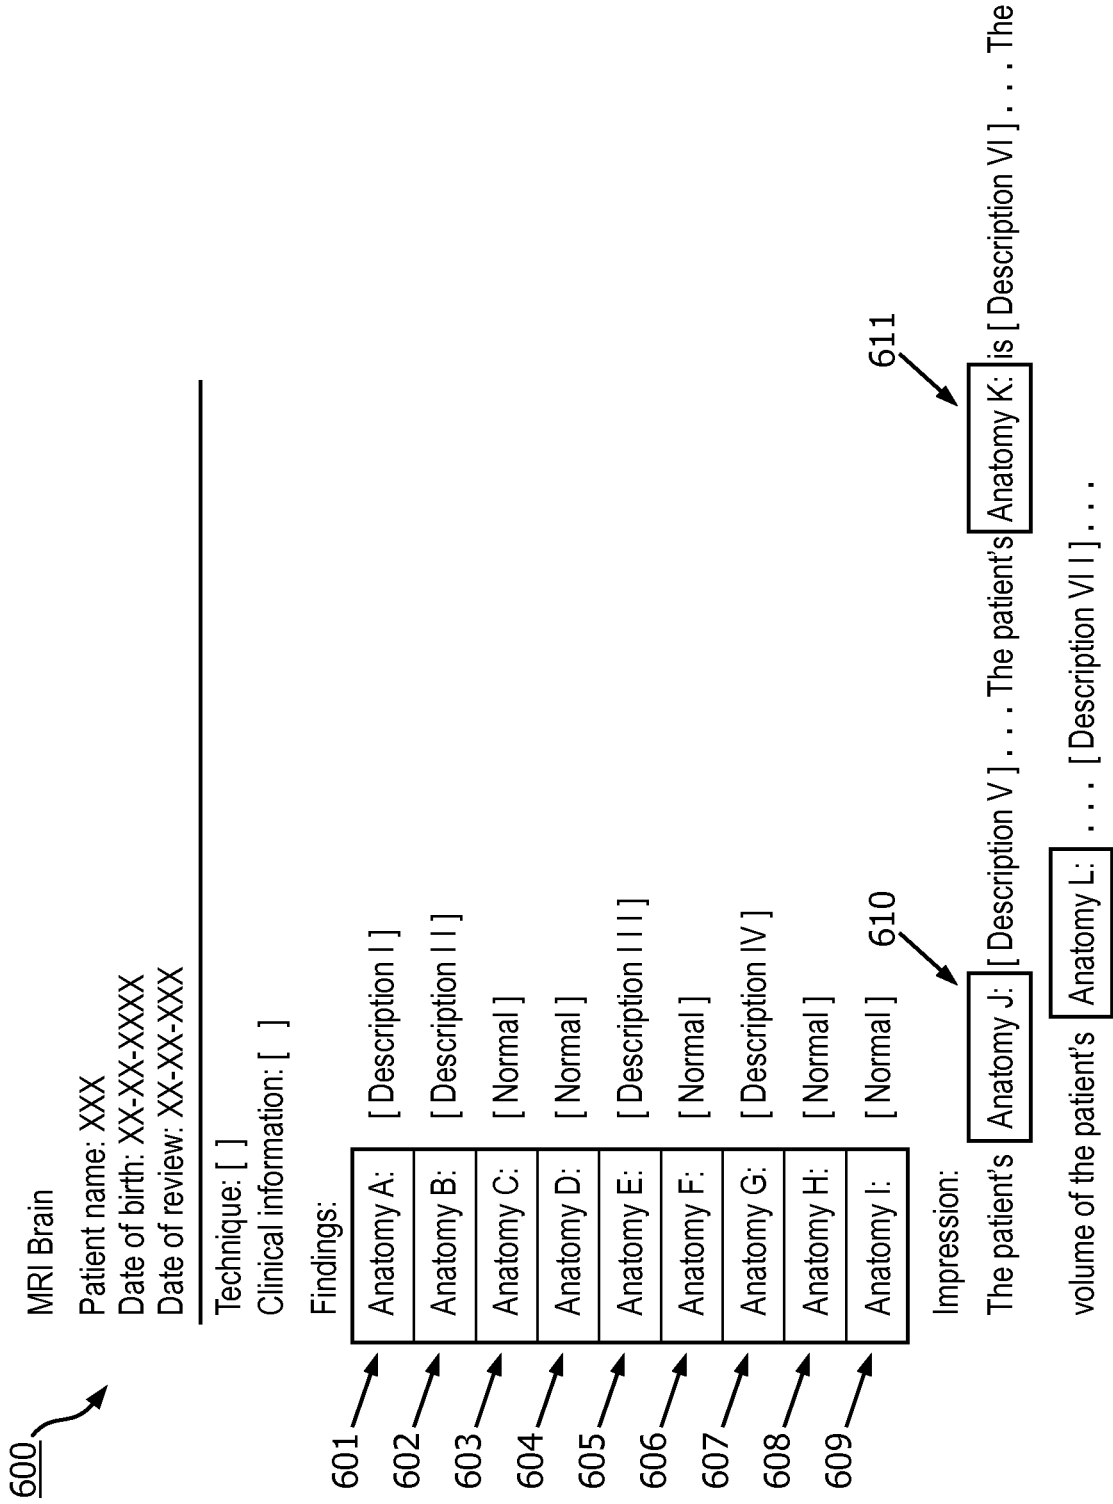 600
MRI Brain
Patient name: XXX
Date of birth: XX-XX-XXXX
Date of review: XX-XX-XXX
Technique: [ ]
Clinical information: [ ]
Findings:
601 Anatomy A: [ Description I ]
602 Anatomy B: [ Description I I ]
603 Anatomy C: [ Normal ]
604 Anatomy D: [ Normal ]
605 Anatomy E: [ Description I I I ]
606 Anatomy F: [ Normal ]
607 Anatomy G: [ Description IV ]
608 Anatomy H: [ Normal ]
609 Anatomy I: [ Normal ]
610
611
Impression:
The patient's Anatomy J: [ Description V ] . . . The patient's Anatomy K: is [ Description VI ] . . . The
volume of the patient's Anatomy L: . . . [ Description VI I ] . . .